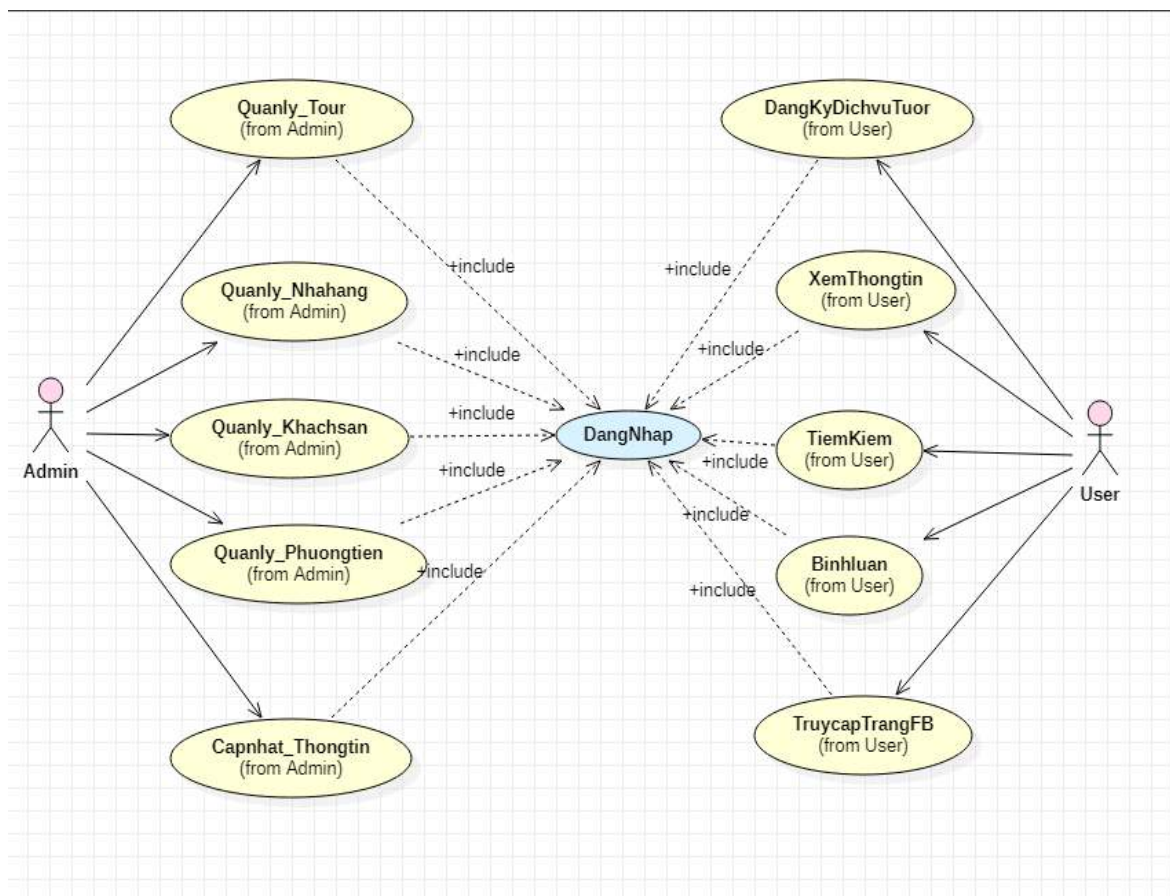 Quanly_Tour
(from Admin)
DangKyDichvuTuor
(from User)
+include
+include
Quanly_Nhahang
(from Admin)
XemThongtin
(from User)
+include
+include
Admin
Quanly_Khachsan
(from Admin)
+include
DangNhap
TiemKiem
(from User)
+include
User
+include
Quanly_Phuongtien
(from Admin)
+include
Binhluan
(from User)
+include
+include
Capnhat_Thongtin
(from Admin)
TruycapTrangFB
(from User)